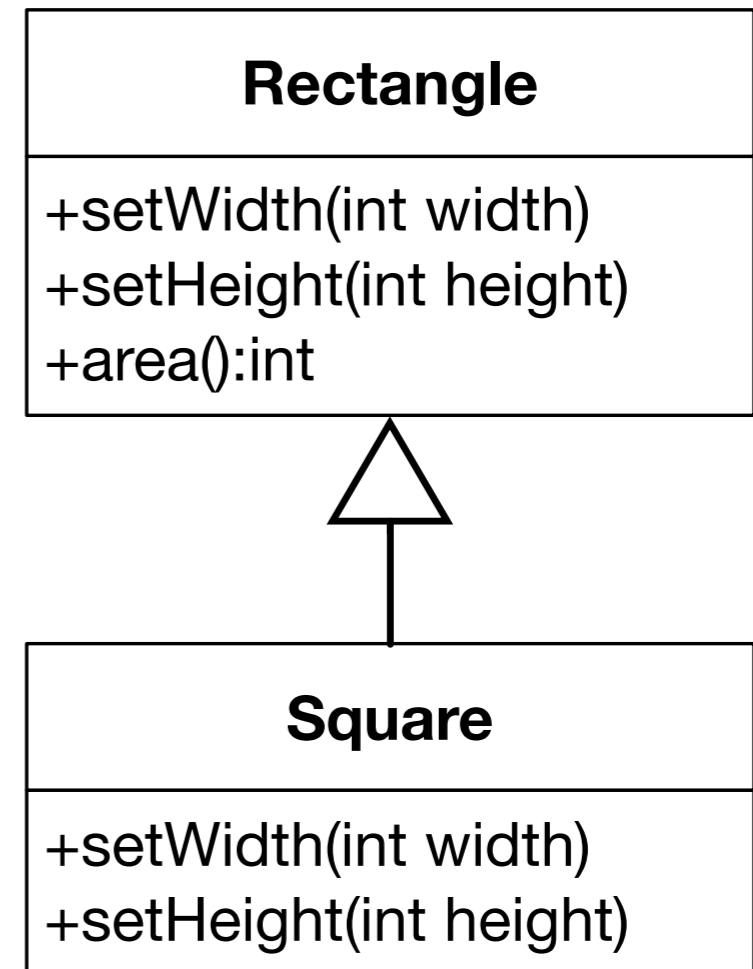 Rectangle
+setWidth(int width)
+setHeight(int height)
+area():int
Square
+setWidth(int width)
+setHeight(int height)